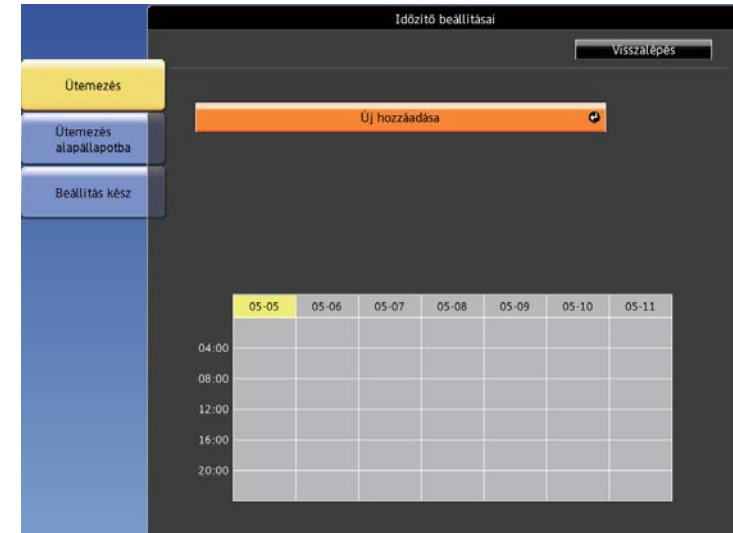 Időzítő beállításai
Visszalépés
Ütemezés
Új hozzáadása
Ütemezés
alapállapotba
Beállítás kész
05-05 05-06 05-07 05-08 05-09 05-10 05-11
04:00
08:00
12:00
16:00
20:00